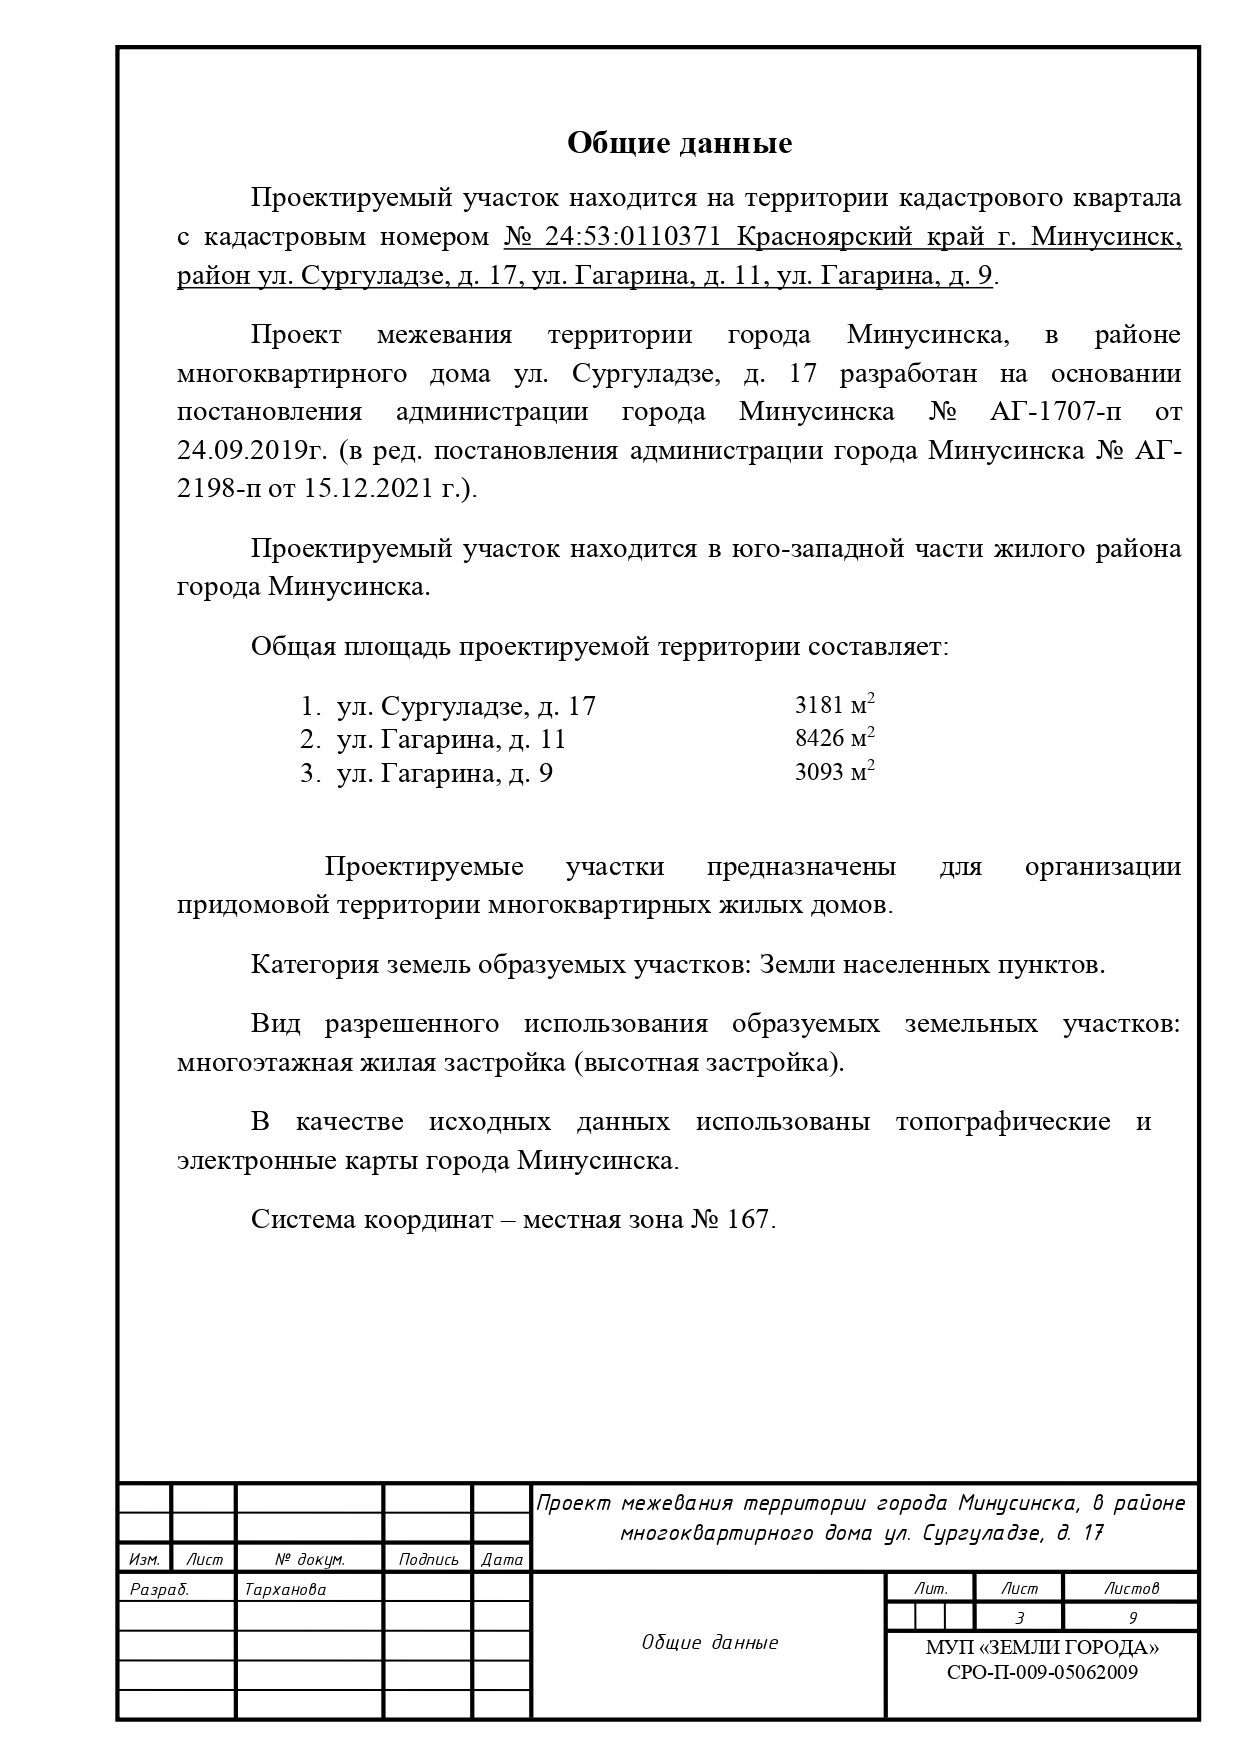 Общие данные
Проектируемый участок находится на территории кадастрового квартала
с кадастровым номером № 24:53:0110371 Красноярский край г. Минусинск,
район ул. Сургуладзе, д. 17, ул. Гагарина, д. 11, ул. Гагарина, д. 9.
Проект межевания территории города Минусинска, в районе
многоквартирного дома ул. Сургуладзе, д. 17 разработан на основании
постановления администрации города Минусинска № АГ-1707-п от
24.09.2019г. (в ред. постановления администрации города Минусинска № АГ-
2198-п от 15.12.2021 г.).
Проектируемый участок находится в юго-западной части жилого района
города Минусинска.
Общая площадь проектируемой территории составляет:
1. ул. Сургуладзе, д. 17 3181 м²
2. ул. Гагарина, д. 11 8426 м²
3. ул. Гагарина, д. 9 3093 м²
Проектируемые участки предназначены для организации
придомовой территории многоквартирных жилых домов.
Категория земель образуемых участков: Земли населенных пунктов.
Вид разрешенного использования образуемых земельных участков:
многоэтажная жилая застройка (высотная застройка).
В качестве исходных данных использованы топографические и
электронные карты города Минусинска.
Система координат – местная зона № 167.
Проект межевания территории города Минусинска, в районе
многоквартирного дома ул. Сургуладзе, д. 17
Изм. Лист № докум. Подпись Дата
Разраб. Тарханова
Общие данные
Лит. Лист Листов
3 9
МУП «ЗЕМЛИ ГОРОДА»
СРО-П-009-05062009